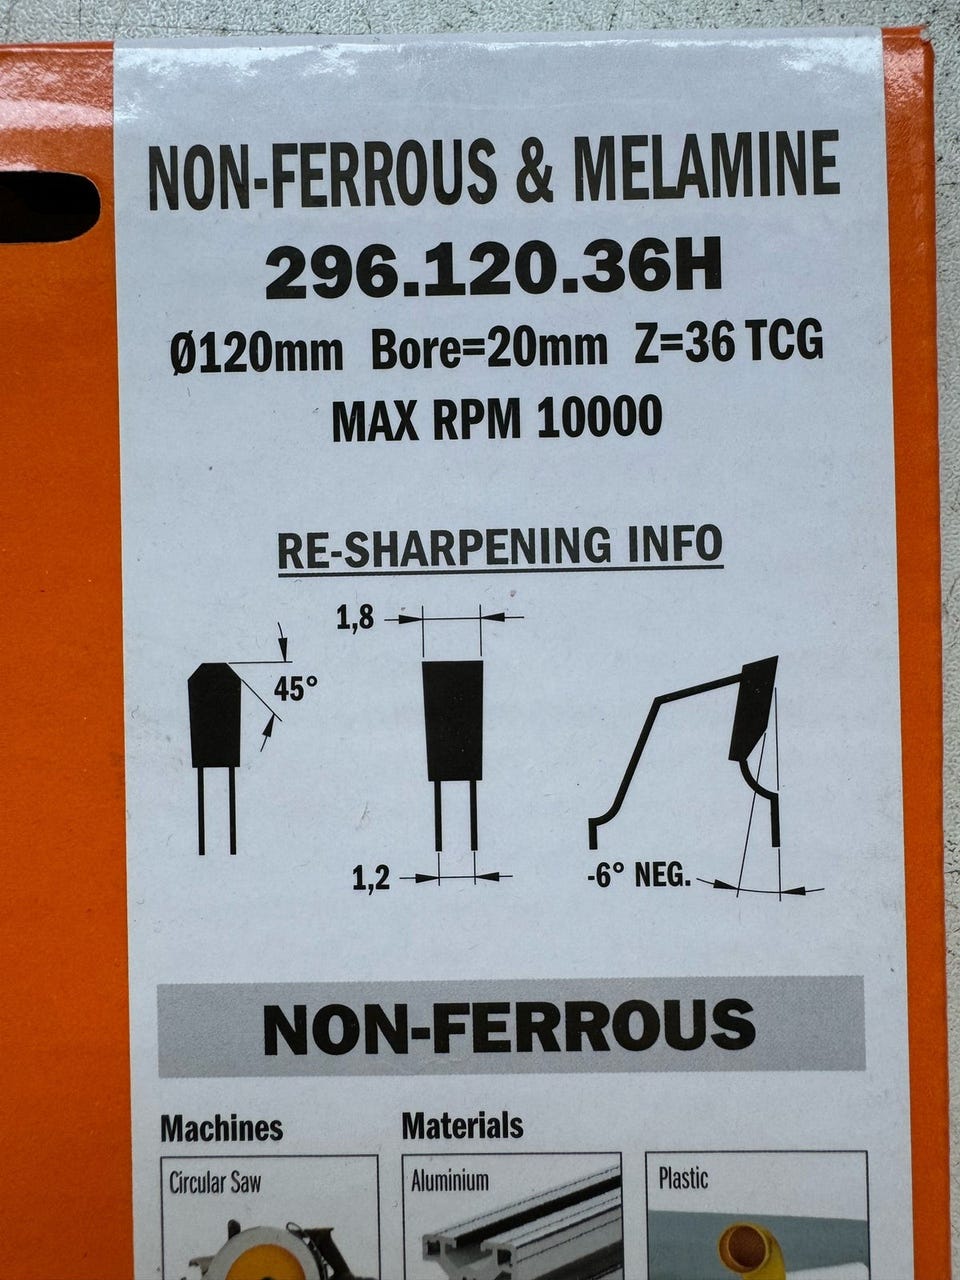 NON-FERROUS & MELAMINE
296.120.36H
Ø120mm Bore=20mm Z=36 TCG
MAX RPM 10000
RE-SHARPENING INFO
1,8
45°
1,2
-6° NEG.
NON-FERROUS
Machines Materials
Circular Saw Aluminium Plastic